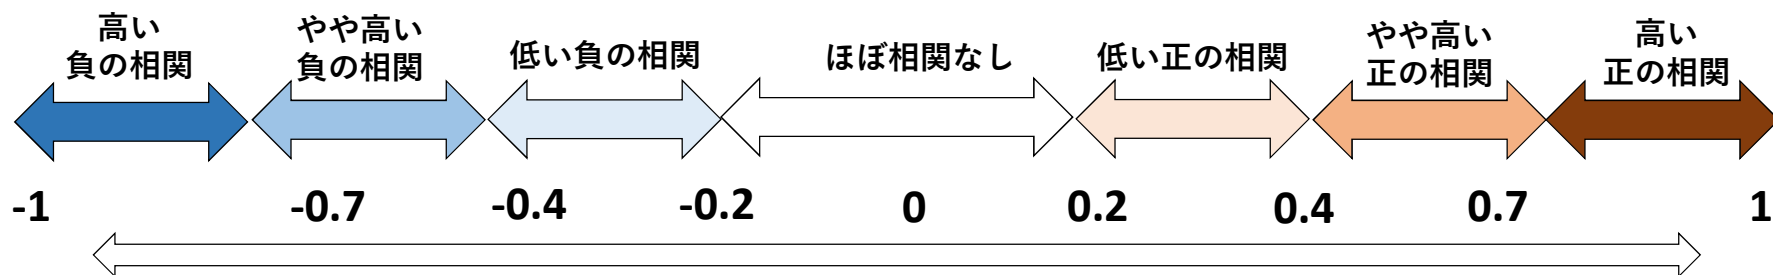 高い
負の相関
やや高い
負の相関
低い負の相関
ほぼ相関なし
低い正の相関
やや高い
正の相関
高い
正の相関
-1
-0.7
-0.4
-0.2
0
0.2
0.4
0.7
1